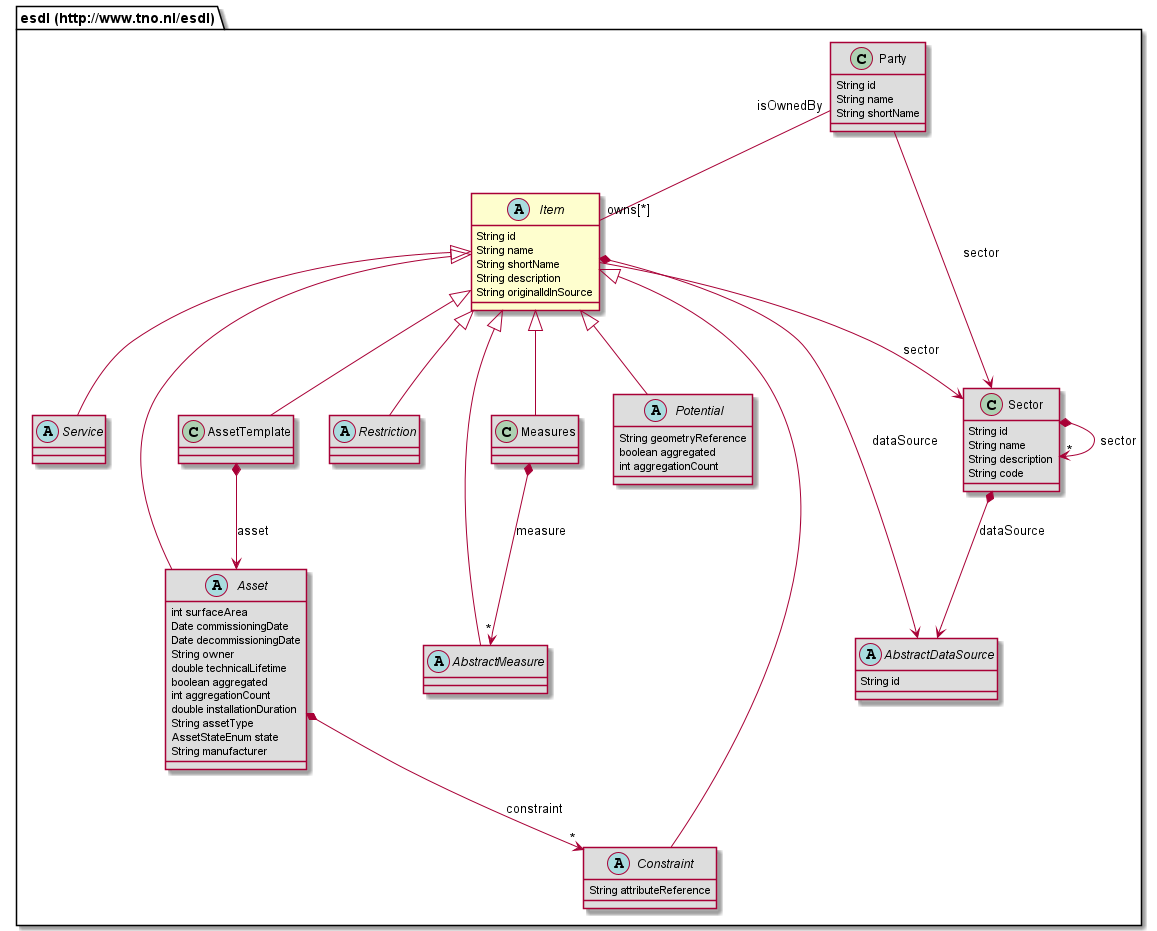 esdl (http://www.tno.nl/esdl)
C Party
String id
String name
String shortName
isOwnedBy
owns[*]
sector
A Item
String id
String name
String shortName
String description
String originalIdInSource
sector
dataSource
A Service
C AssetTemplate
A Restriction
C Measures
A Potential
String geometryReference
boolean aggregated
int aggregationCount
C Sector
String id
String name
String description
String code
sector
*
asset
measure
*
dataSource
A Asset
int surfaceArea
Date commissioningDate
Date decommissioningDate
String owner
double technicalLifetime
boolean aggregated
int aggregationCount
double installationDuration
String assetType
AssetStateEnum state
String manufacturer
A AbstractMeasure
A AbstractDataSource
String id
constraint
*
A Constraint
String attributeReference